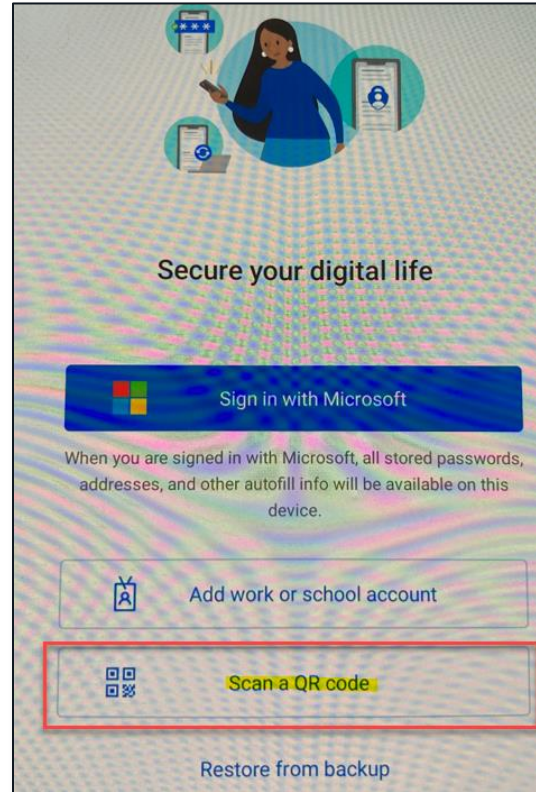 Secure your digital life
Sign in with Microsoft
When you are signed in with Microsoft, all stored passwords,
addresses, and other autofill info will be available on this
device.
Add work or school account
Scan a QR code
Restore from backup